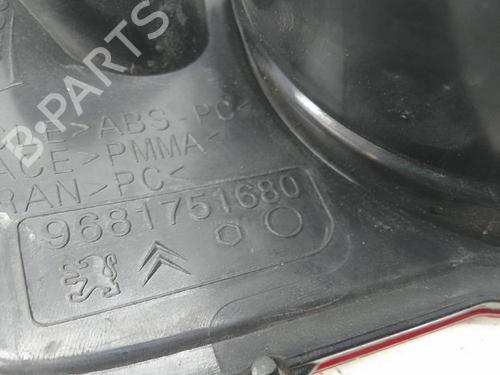 >ABS-PC<
ACE>PMMA<
RAN>PC<
9681751680
B-PARTS